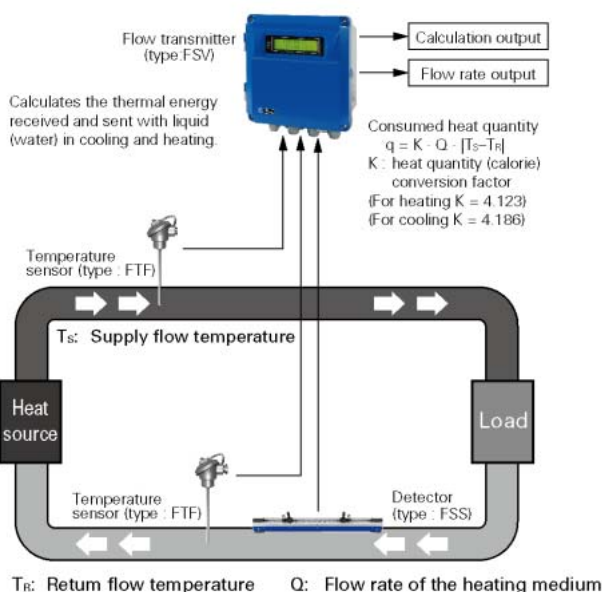 Flow transmitter
(type:FSV)
Calculation output
Flow rate output
Calculates the thermal energy
received and sent with liquid
(water) in cooling and heating.
Consumed heat quantity
q = K · Q · |Ts–TR|
K : heat quantity (calorie)
conversion factor
(For heating K = 4.123)
(For cooling K = 4.186)
Temperature
sensor (type : FTF)
Ts: Supply flow temperature
Heat
source
Load
Temperature
sensor (type : FTF)
Detector
(type : FSS)
TR: Retum flow temperature
Q: Flow rate of the heating medium